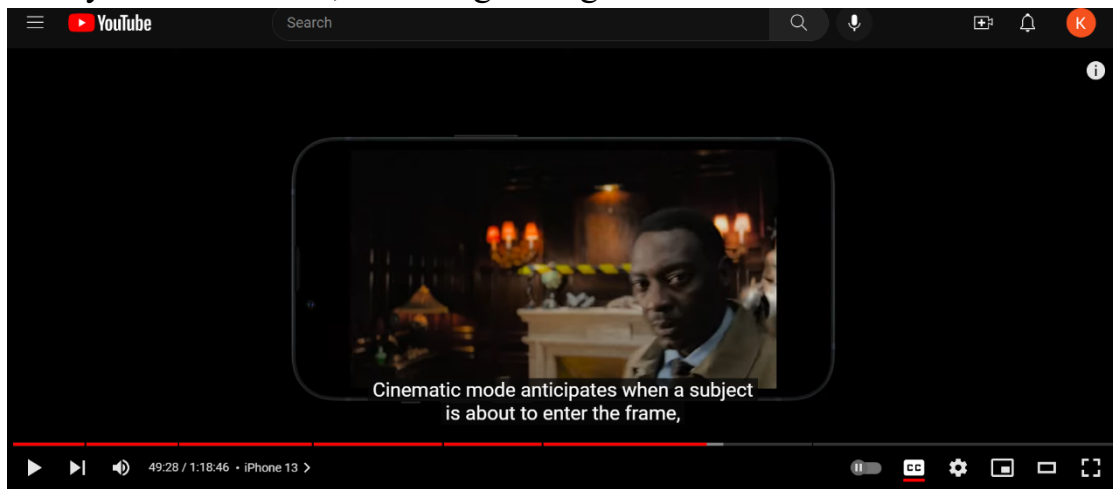 YouTube
Search
K
Cinematic mode anticipates when a subject
is about to enter the frame,
49:28 / 1:18:46 • iPhone 13 >
CC